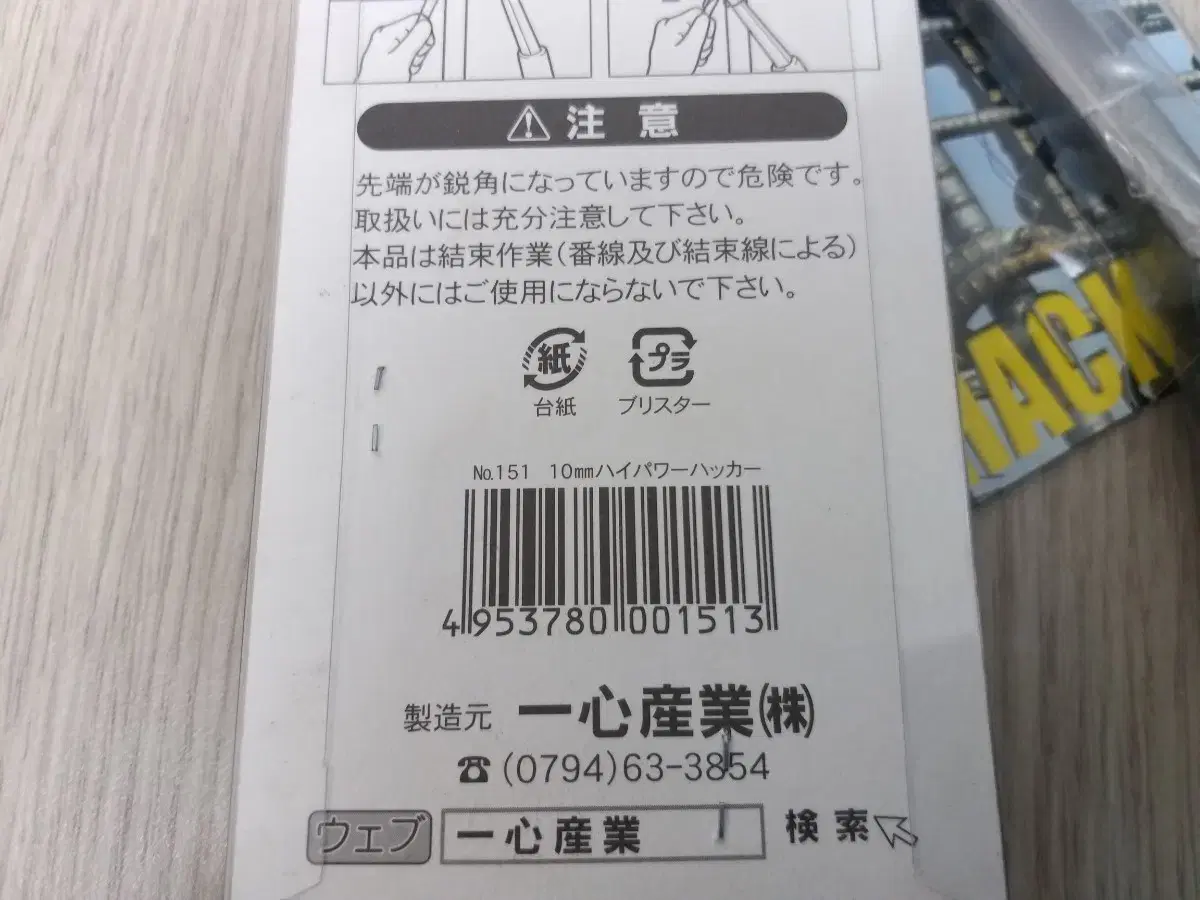 注意
先端が鋭角になっていますので危険です。
取扱いには充分注意して下さい。
本品は結束作業(番線及び結束線による)
以外にはご使用にならないで下さい。
紙 プラ
台紙 ブリスター
No.151 10mmハイパワーハッカー
4953780001513
製造元 一心産業(株)
☎(0794)63-3854
ウェブ 一心産業 検索
HACK